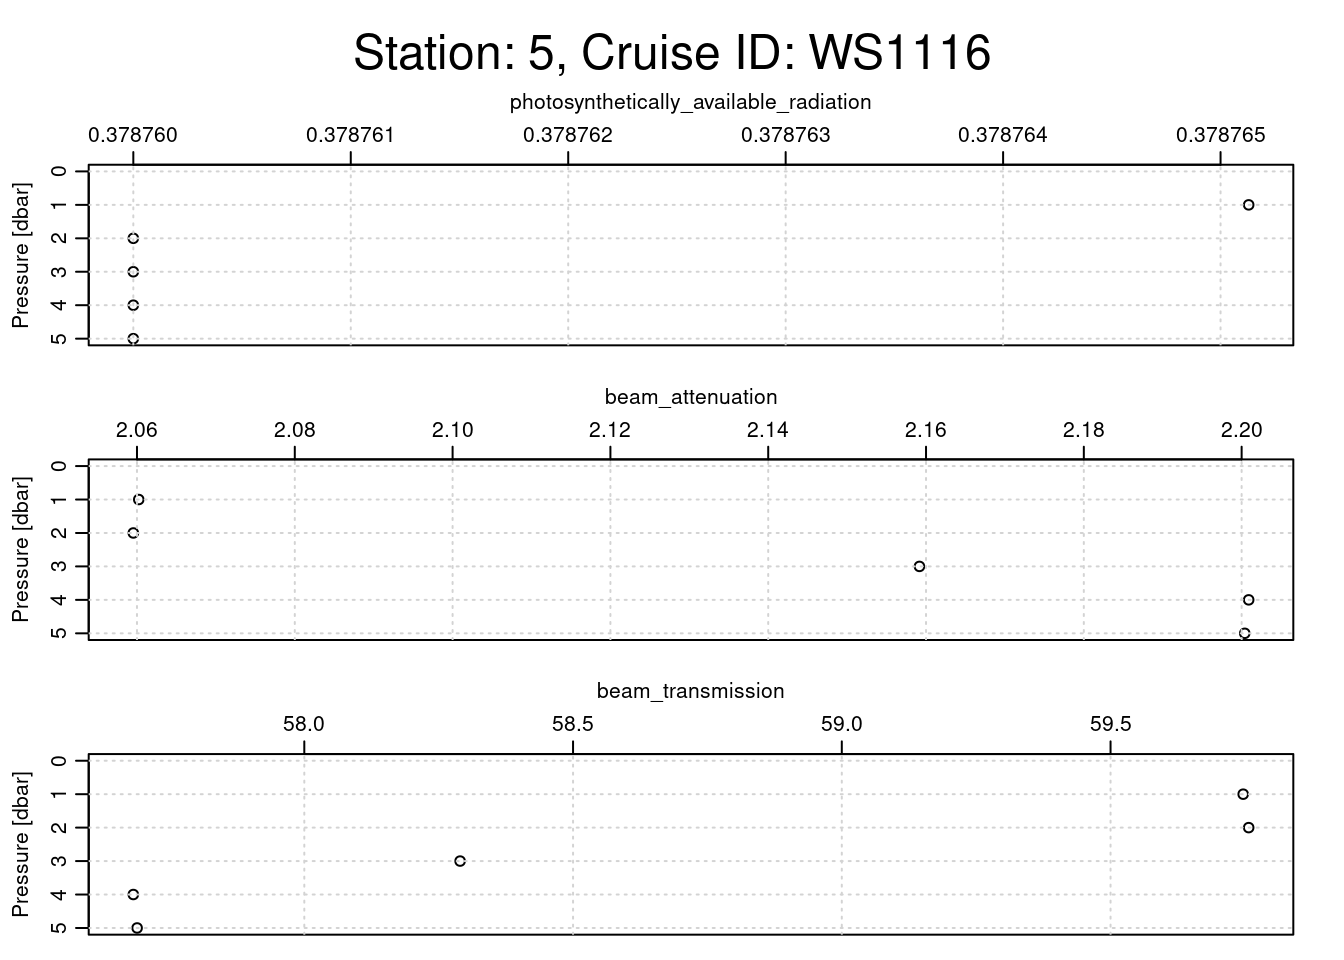 Station: 5, Cruise ID: WS1116
photosynthetically_available_radiation
0.378760 0.378761 0.378762 0.378763 0.378764 0.378765
Pressure [dbar]
0
1
2
3
4
5
beam_attenuation
2.06 2.08 2.10 2.12 2.14 2.16 2.18 2.20
Pressure [dbar]
0
1
2
3
4
5
beam_transmission
58.0 58.5 59.0 59.5
Pressure [dbar]
0
1
2
3
4
5